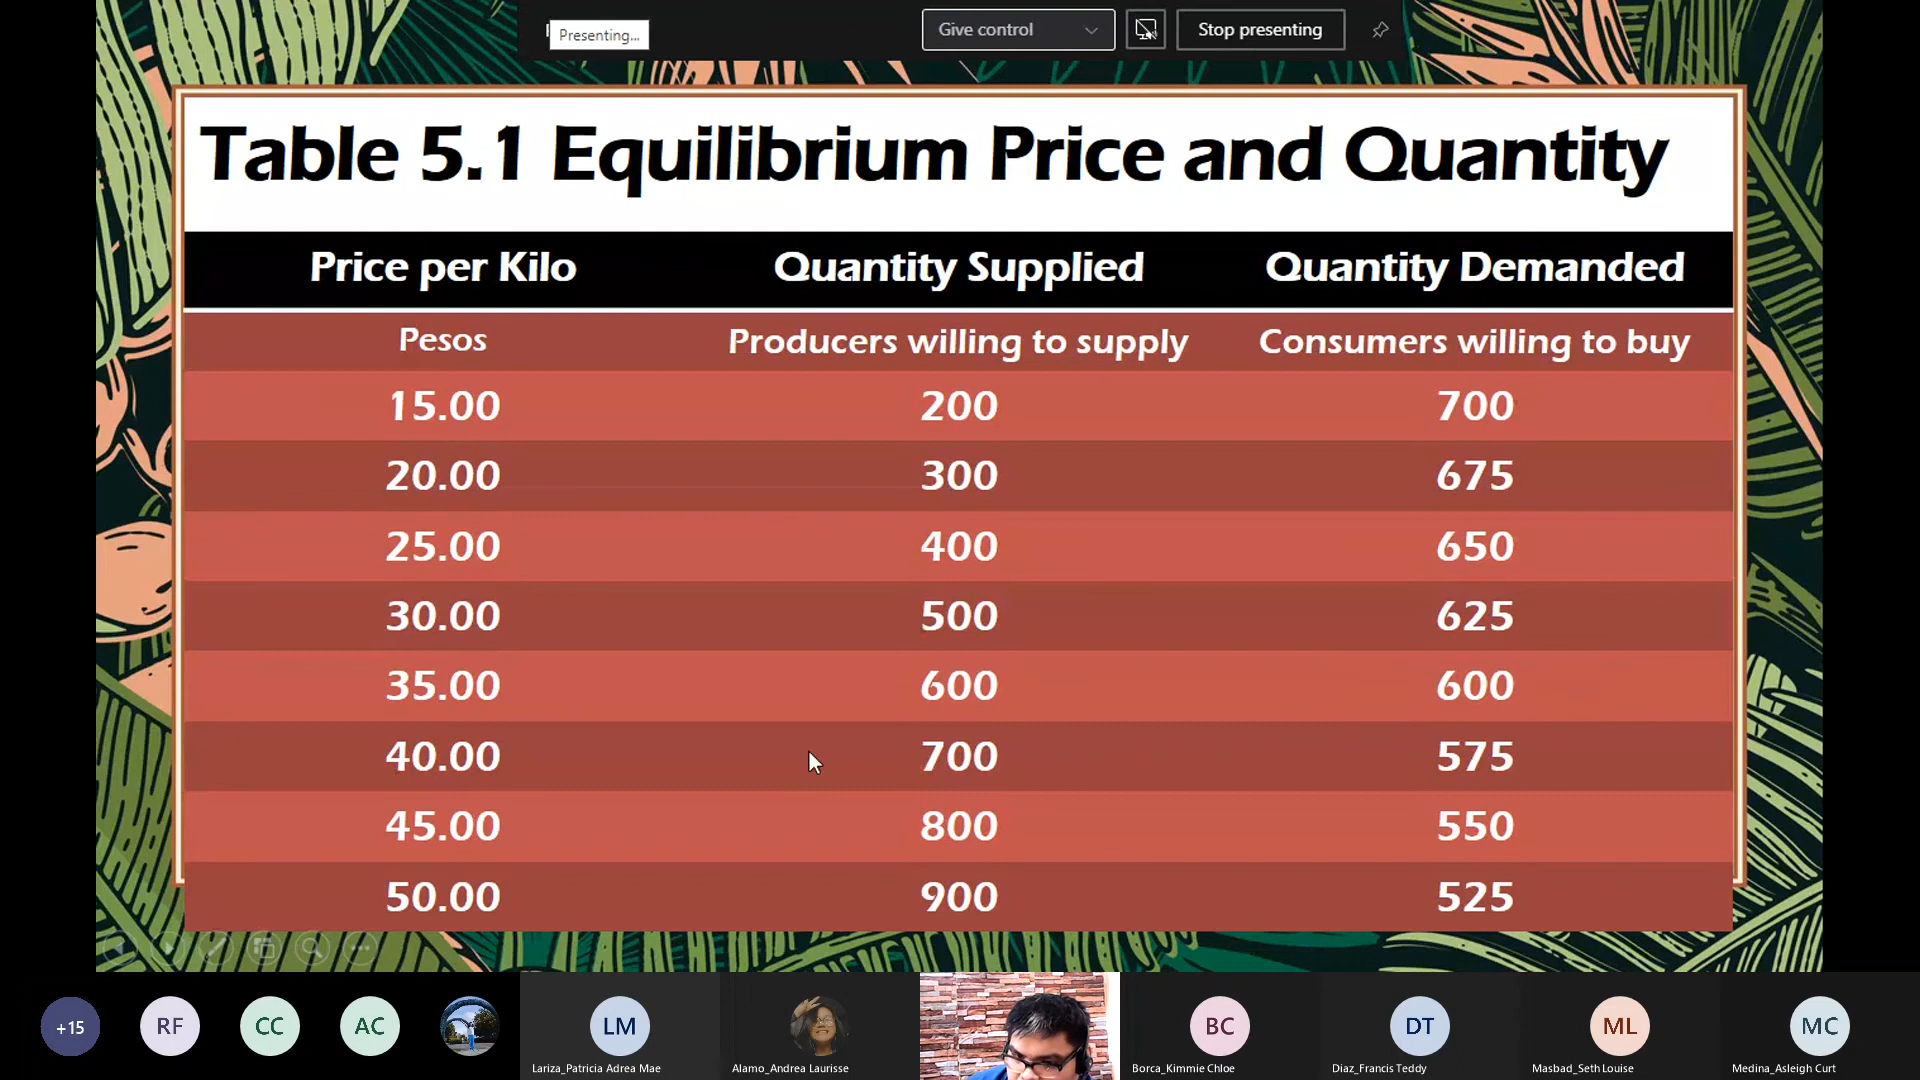 Presenting...
Give control
Stop presenting
Table 5.1 Equilibrium Price and Quantity
Price per Kilo Quantity Supplied Quantity Demanded
Pesos Producers willing to supply Consumers willing to buy
15.00 200 700
20.00 300 675
25.00 400 650
30.00 500 625
35.00 600 600
40.00 700 575
45.00 800 550
50.00 900 525
+15 RF CC AC LM BC DT ML MC
Lariza_Patricia Adrea Mae Alamo_Andrea Laurisse Borca_Kimmie Chloe Diaz_Francis Teddy Masbad_Seth Louise Medina_Asleigh Curt